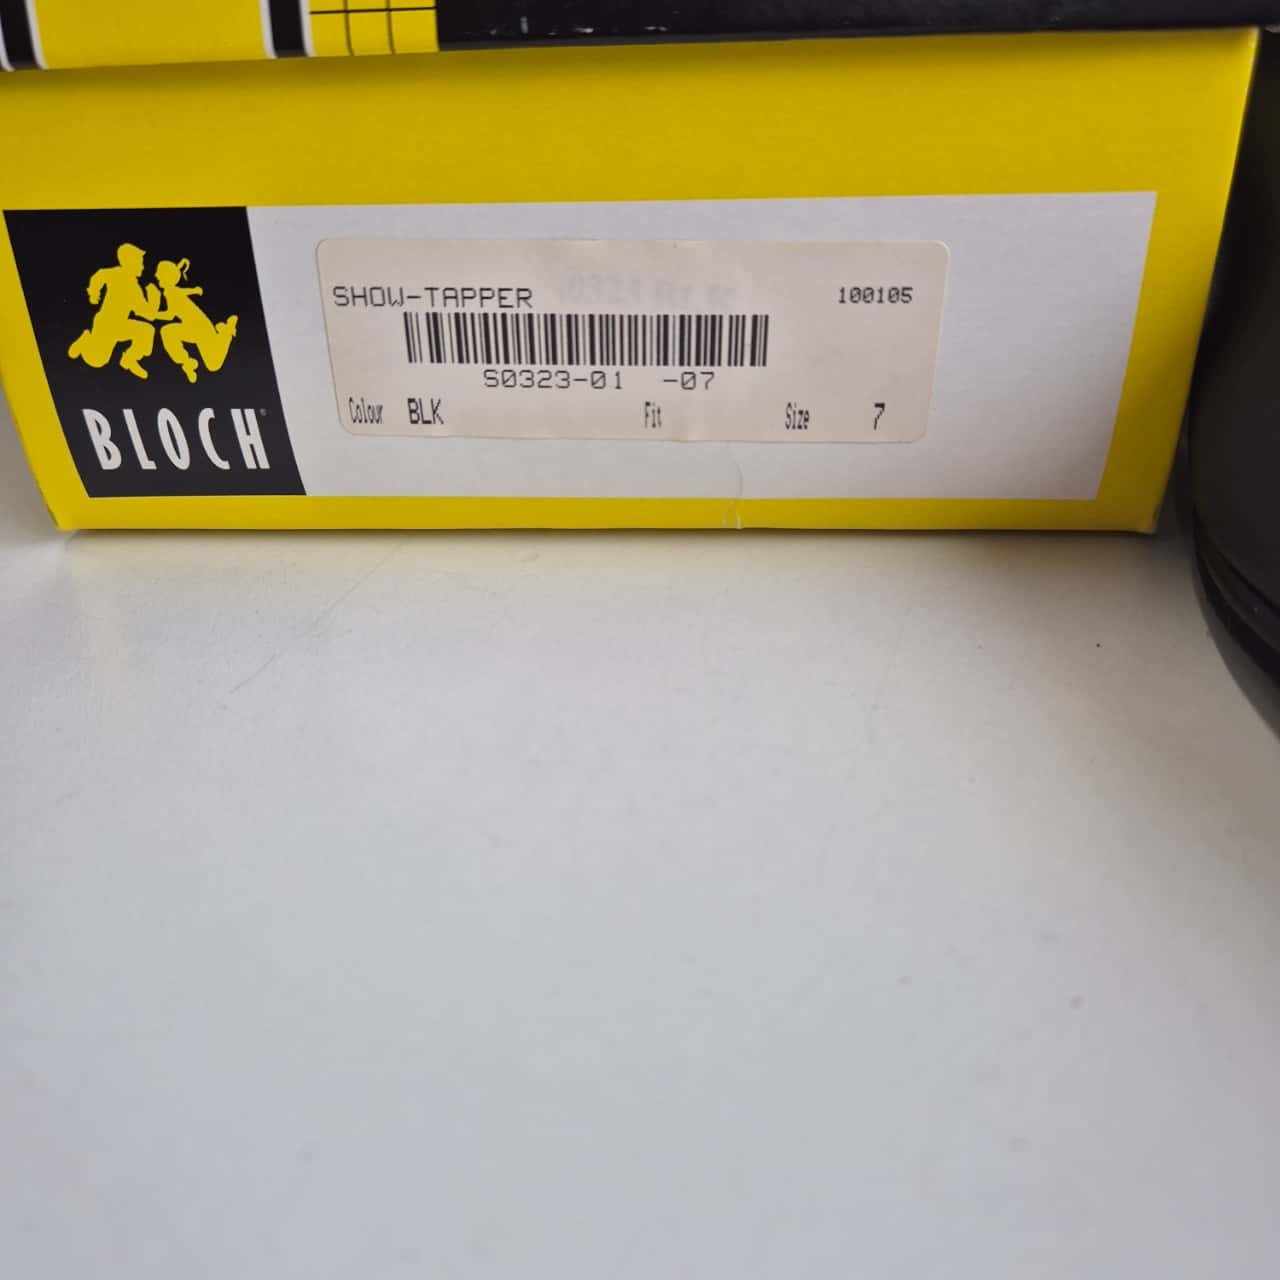 BLOCH®
SHOW-TAPPER 100105
S0323-01 -07
Colour BLK Fit Size 7